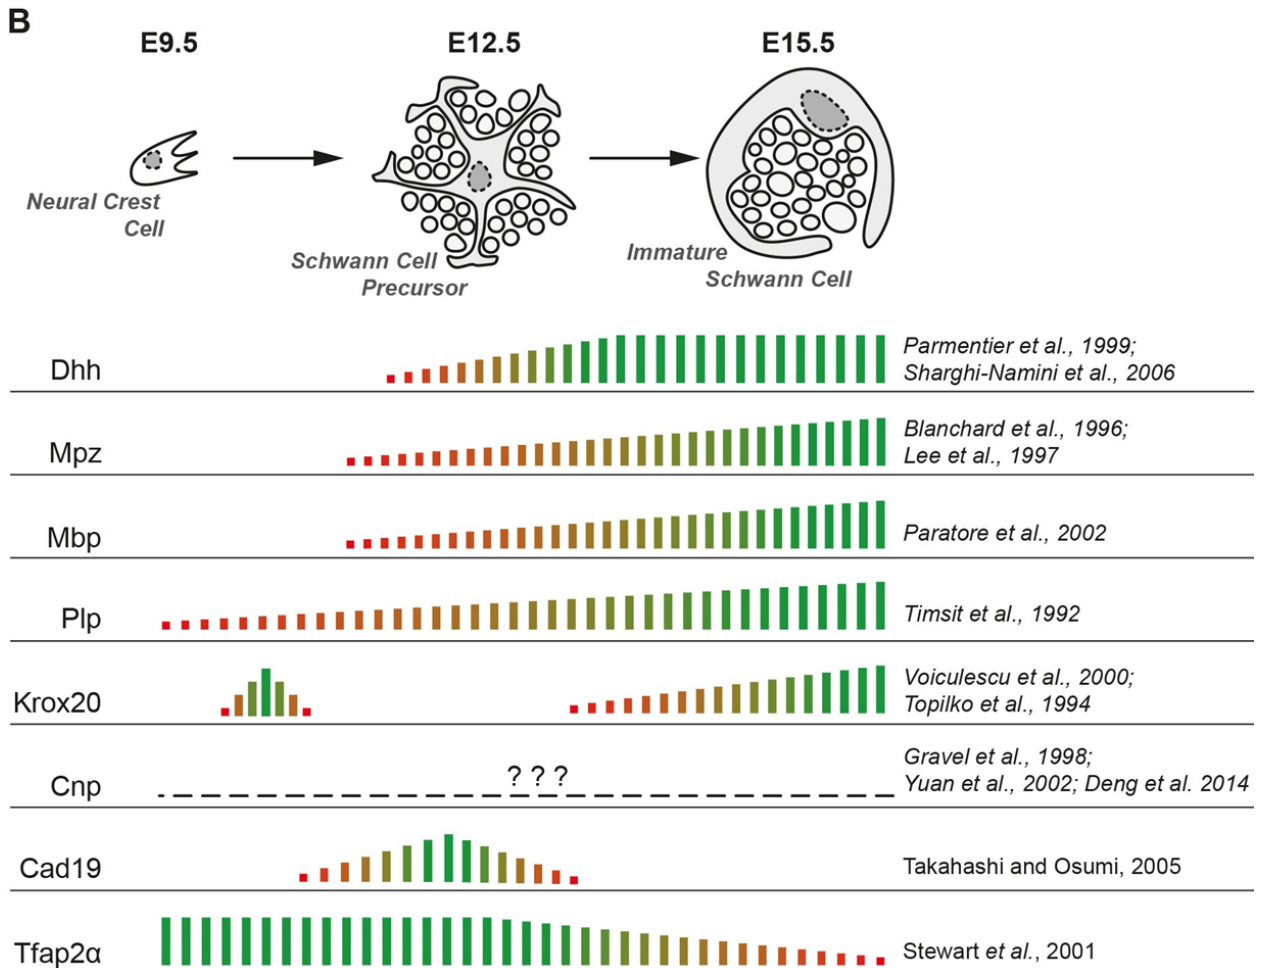 B
E9.5
E12.5
E15.5
Neural Crest
Cell
Schwann Cell
Precursor
Immature
Schwann Cell
Dhh
Parmentier et al., 1999;
Sharghi-Namini et al., 2006
Mpz
Blanchard et al., 1996;
Lee et al., 1997
Mbp
Paratore et al., 2002
Plp
Timsit et al., 1992
Krox20
Voiculescu et al., 2000;
Topilko et al., 1994
Cnp
? ? ?
Gravel et al., 1998;
Yuan et al., 2002; Deng et al. 2014
Cad19
Takahashi and Osumi, 2005
Tfap2α
Stewart et al., 2001